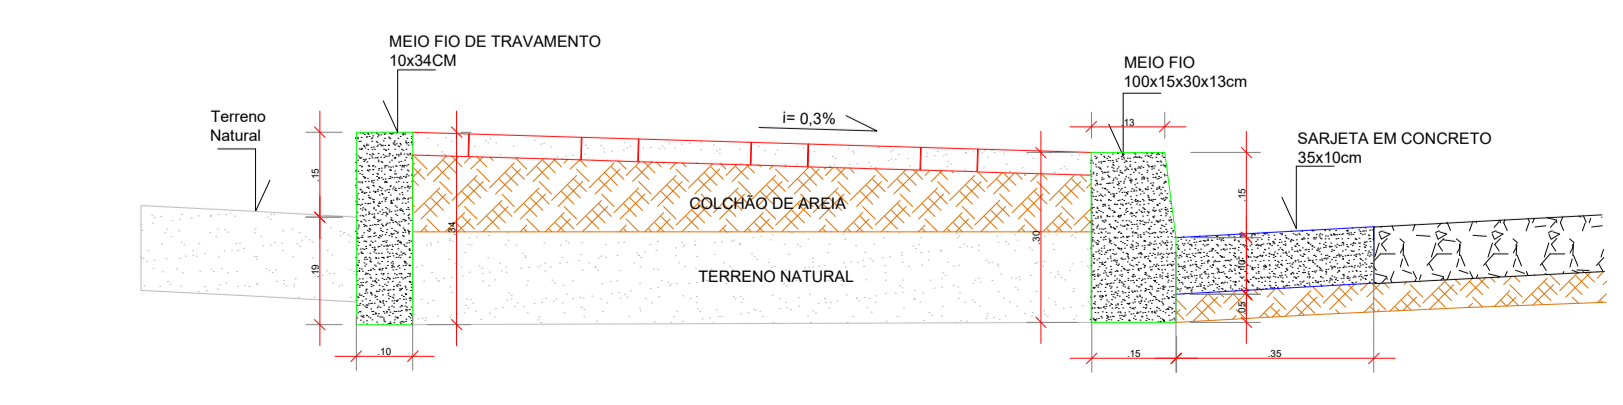 MEIO FIO DE TRAVAMENTO
10x34CM
MEIO FIO
100x15x30x13cm
Terreno
Natural
i= 0,3%
.13
SARJETA EM CONCRETO
35x10cm
.15
.15
COLCHÃO DE AREIA
.34
.30
TERRENO NATURAL
.19
.10
.05
.10
.15
.35